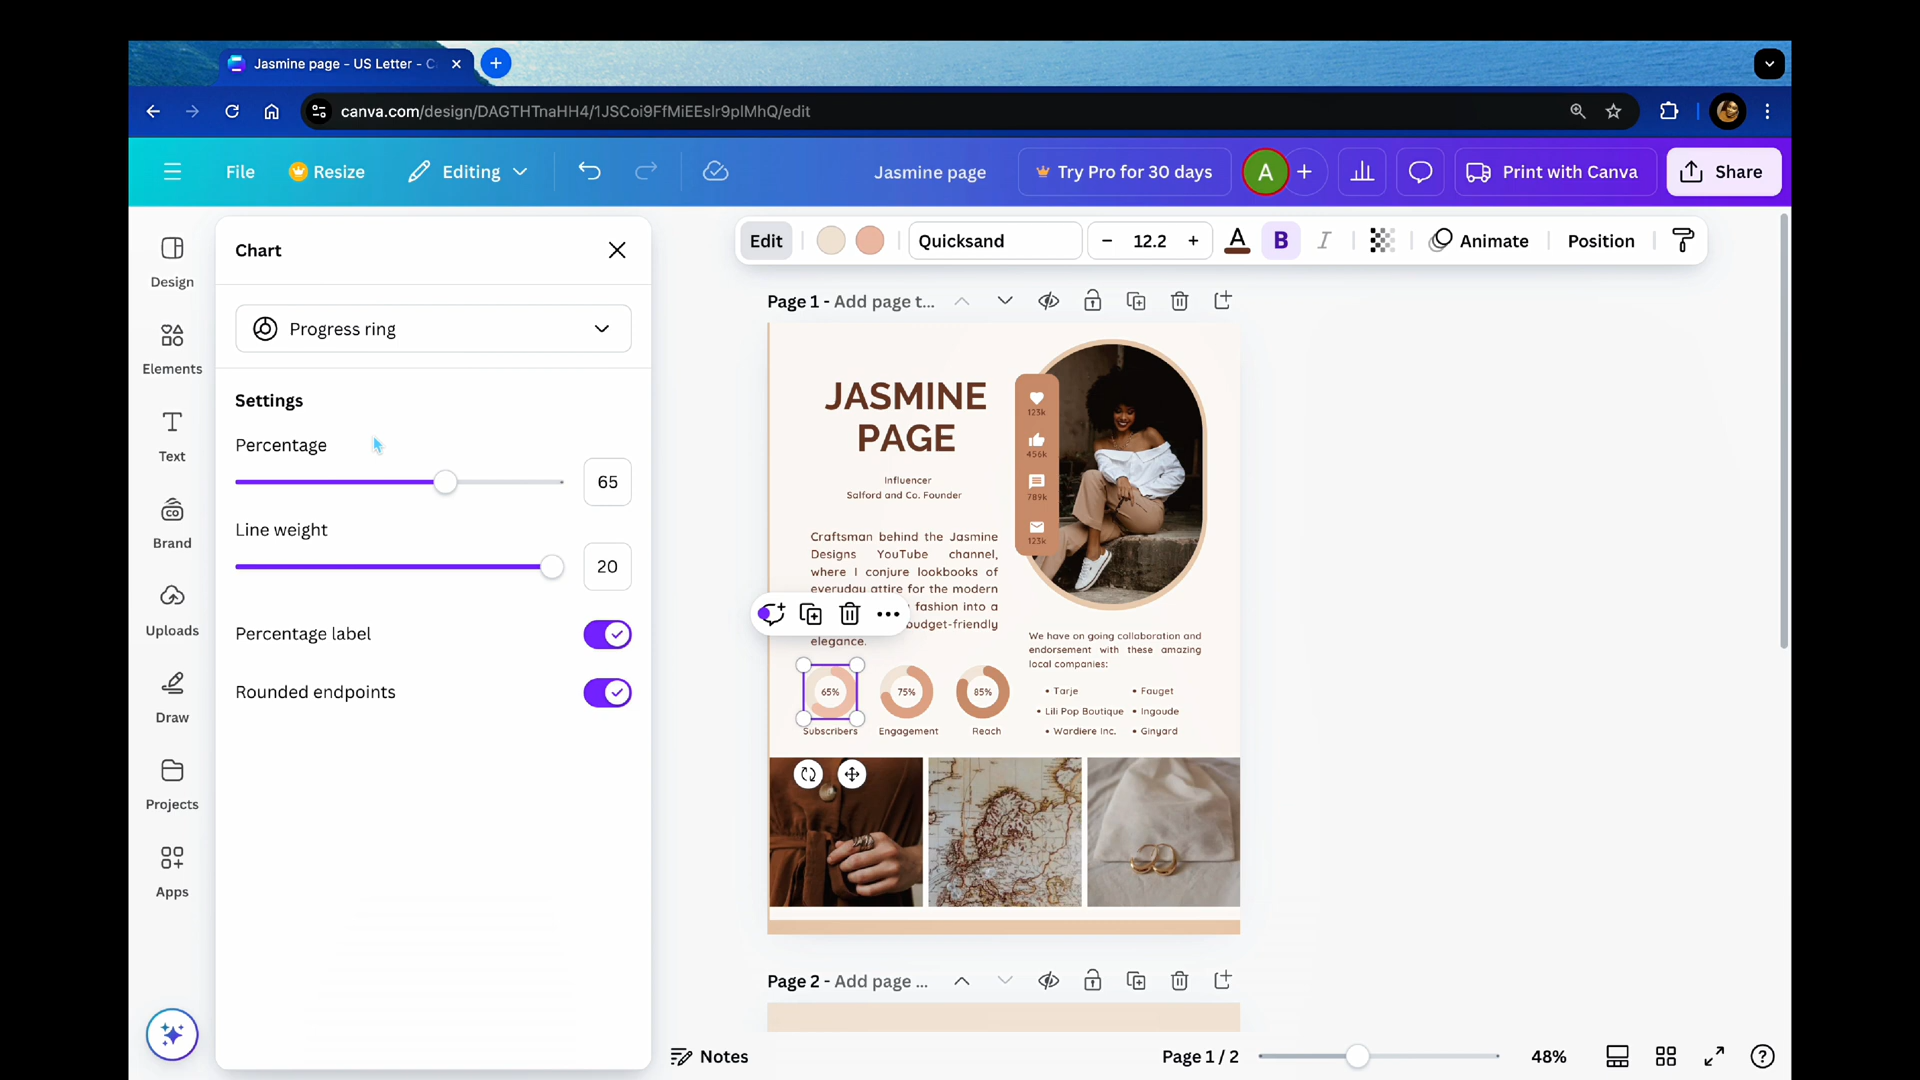 Jasmine page - US Letter - C
canva.com/design/DAGTHTnaHH4/1JSCoi9FfMiEEslr9plMhQ/edit
File
Resize
Editing
Jasmine page
Try Pro for 30 days
A
Print with Canva
Share
Design
Elements
Text
Brand
Uploads
Draw
Projects
Apps
Chart
Progress ring
Settings
Percentage
65
Line weight
20
Percentage label
Rounded endpoints
Edit
Quicksand
– 12.2 +
A
B
I
Animate
Position
Page 1 - Add page t...
JASMINE
PAGE
Influencer
Salford and Co. Founder
123k
456k
789k
123k
Craftsman behind the Jasmine
Designs YouTube channel,
where I conjure lookbooks of
everyday attire for the modern
fashion into a
budget-friendly
elegance.
65%
75%
85%
Subscribers
Engagement
Reach
We have on going collaboration and
endorsement with these amazing
local companies:
• Tarje
• Lili Pop Boutique
• Wardiere Inc.
• Fauget
• Ingoude
• Ginyard
Page 2 - Add page ...
Notes
Page 1 / 2
48%